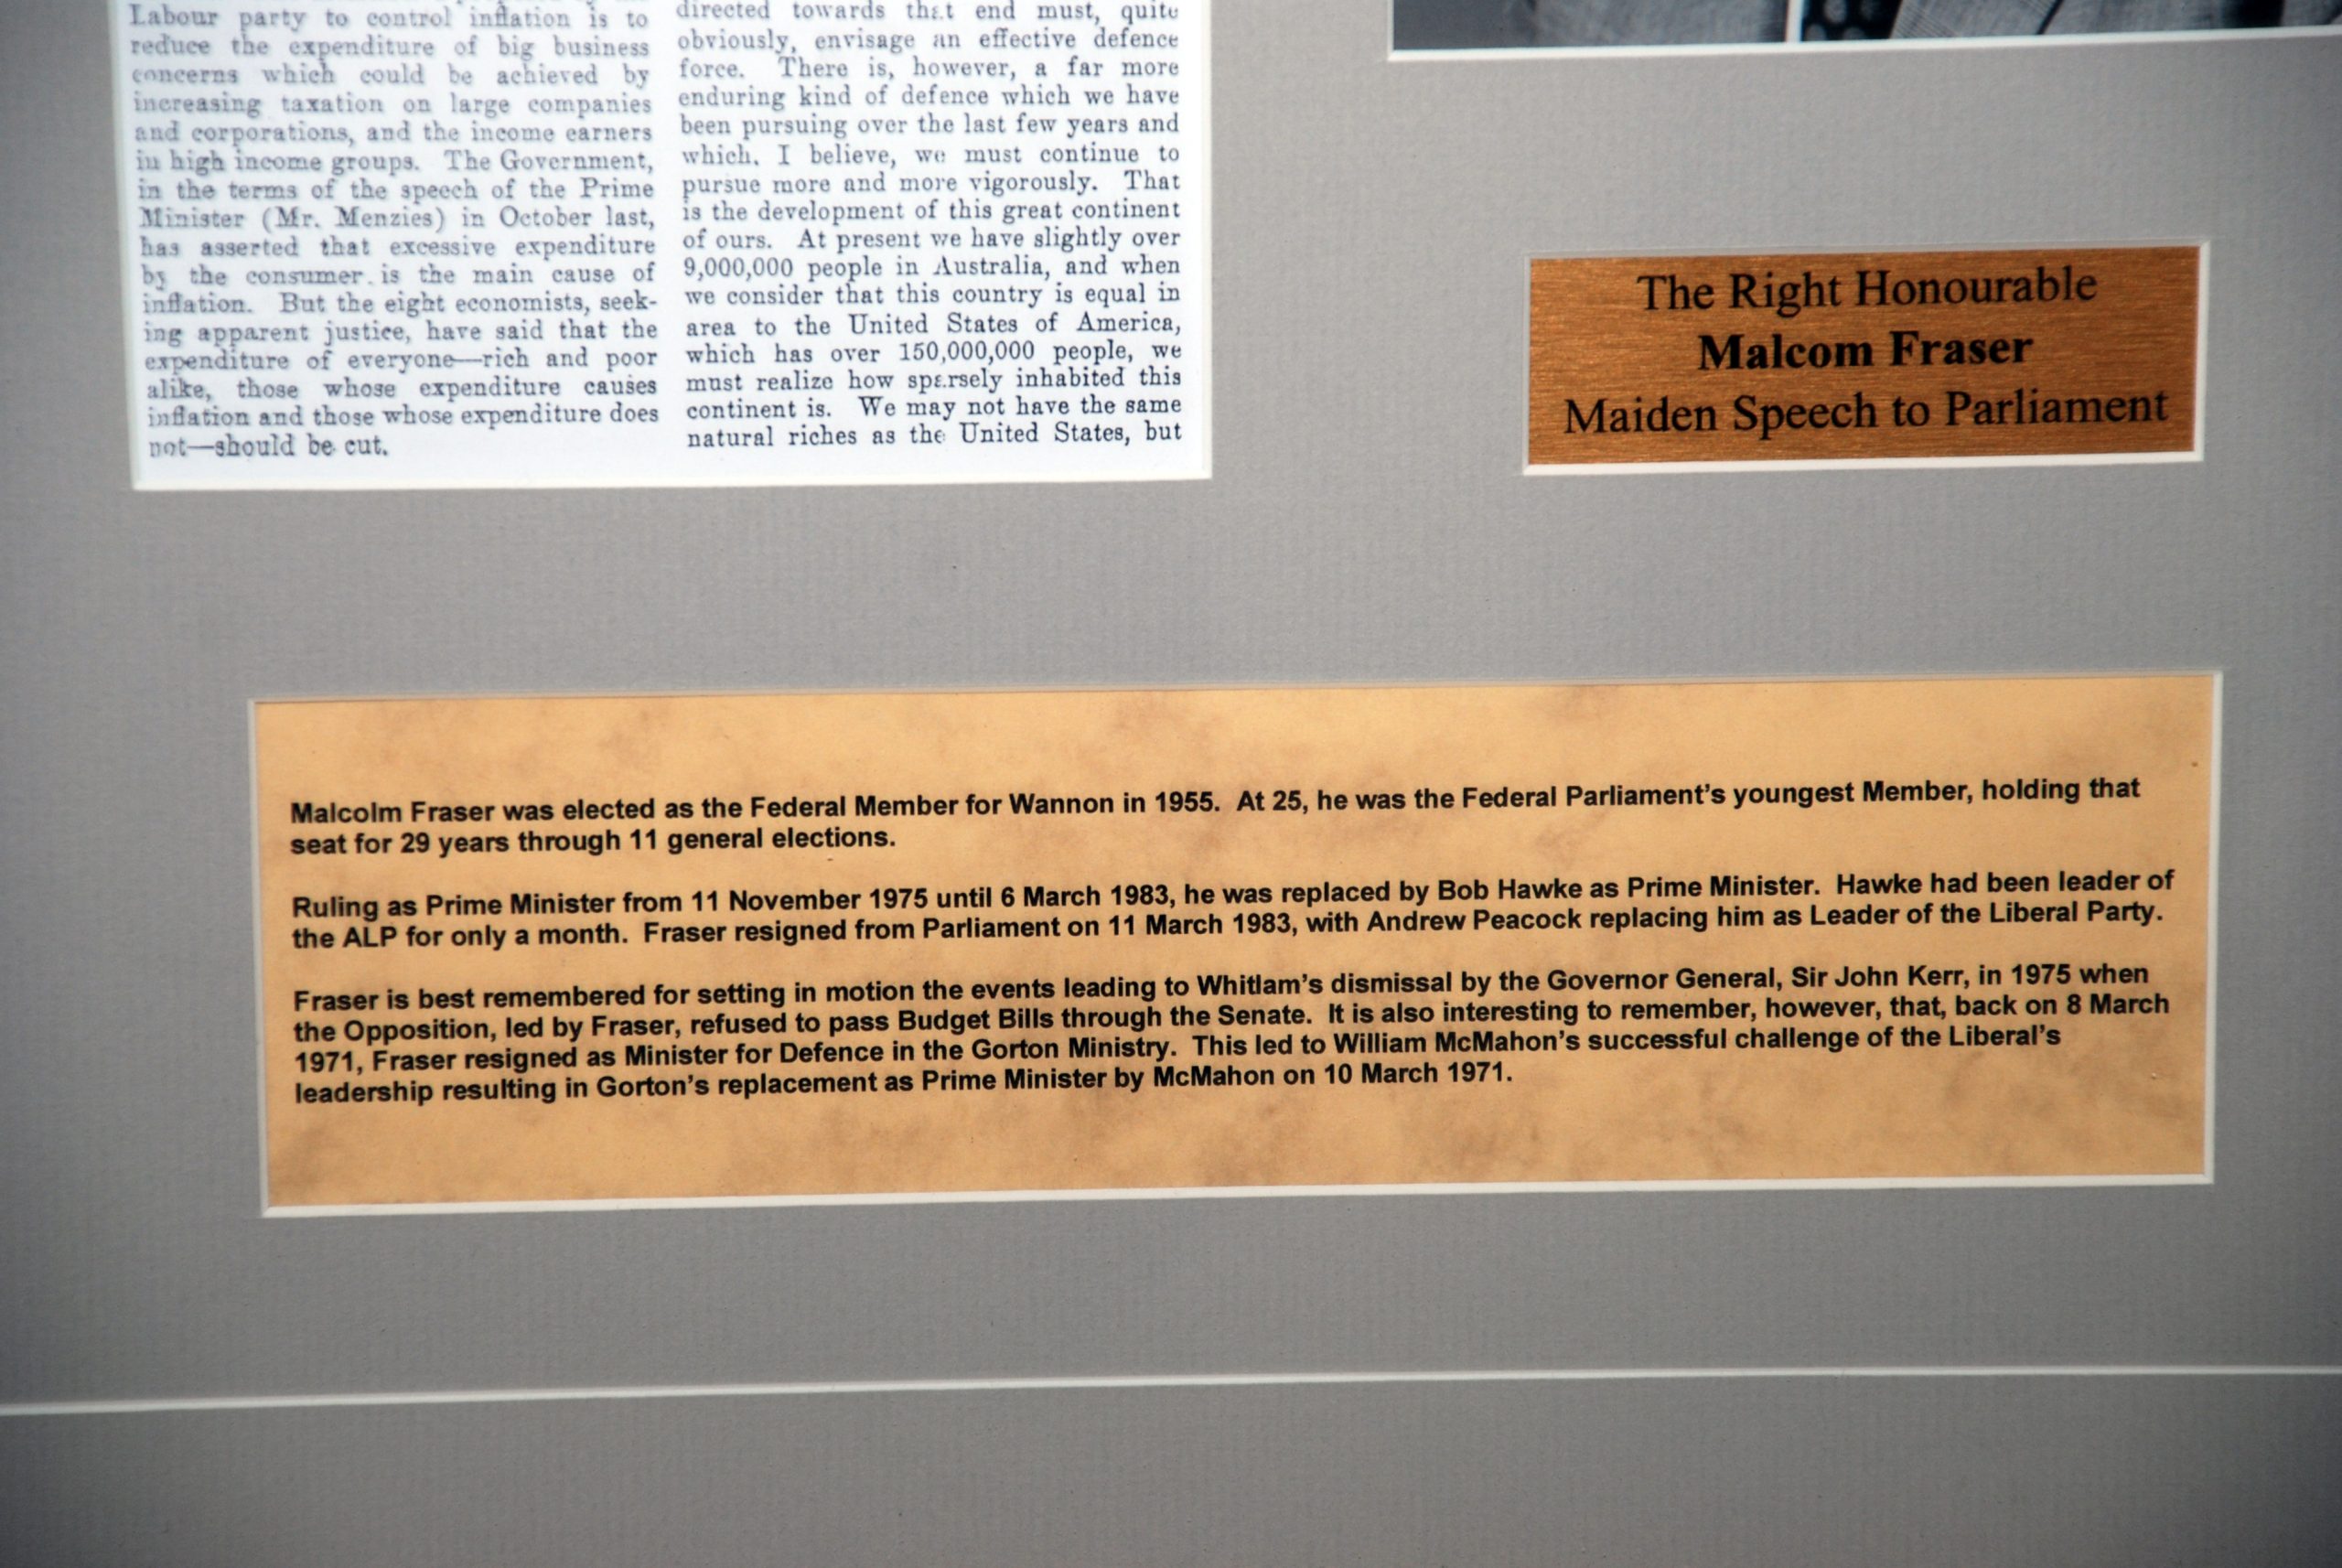 Labour party to control inflation is to
reduce the expenditure of big business
concerns which could be achieved by
increasing taxation on large companies
and corporations, and the income earners
in high income groups. The Government,
in the terms of the speech of the Prime
Minister (Mr. Menzies) in October last,
has asserted that excessive expenditure
by the consumer is the main cause of
inflation. But the eight economists, seek-
ing apparent justice, have said that the
expenditure of everyone—rich and poor
alike, those whose expenditure causes
inflation and those whose expenditure does
not—should be cut.
directed towards that end must, quite
obviously, envisage an effective defence
force. There is, however, a far more
enduring kind of defence which we have
been pursuing over the last few years and
which, I believe, we must continue to
pursue more and more vigorously. That
is the development of this great continent
of ours. At present we have slightly over
9,000,000 people in Australia, and when
we consider that this country is equal in
area to the United States of America,
which has over 150,000,000 people, we
must realize how sparsely inhabited this
continent is. We may not have the same
natural riches as the United States, but
The Right Honourable
Malcom Fraser
Maiden Speech to Parliament
Malcolm Fraser was elected as the Federal Member for Wannon in 1955. At 25, he was the Federal Parliament's youngest Member, holding that
seat for 29 years through 11 general elections.
Ruling as Prime Minister from 11 November 1975 until 6 March 1983, he was replaced by Bob Hawke as Prime Minister. Hawke had been leader of
the ALP for only a month. Fraser resigned from Parliament on 11 March 1983, with Andrew Peacock replacing him as Leader of the Liberal Party.
Fraser is best remembered for setting in motion the events leading to Whitlam's dismissal by the Governor General, Sir John Kerr, in 1975 when
the Opposition, led by Fraser, refused to pass Budget Bills through the Senate. It is also interesting to remember, however, that, back on 8 March
1971, Fraser resigned as Minister for Defence in the Gorton Ministry. This led to William McMahon's successful challenge of the Liberal's
leadership resulting in Gorton's replacement as Prime Minister by McMahon on 10 March 1971.